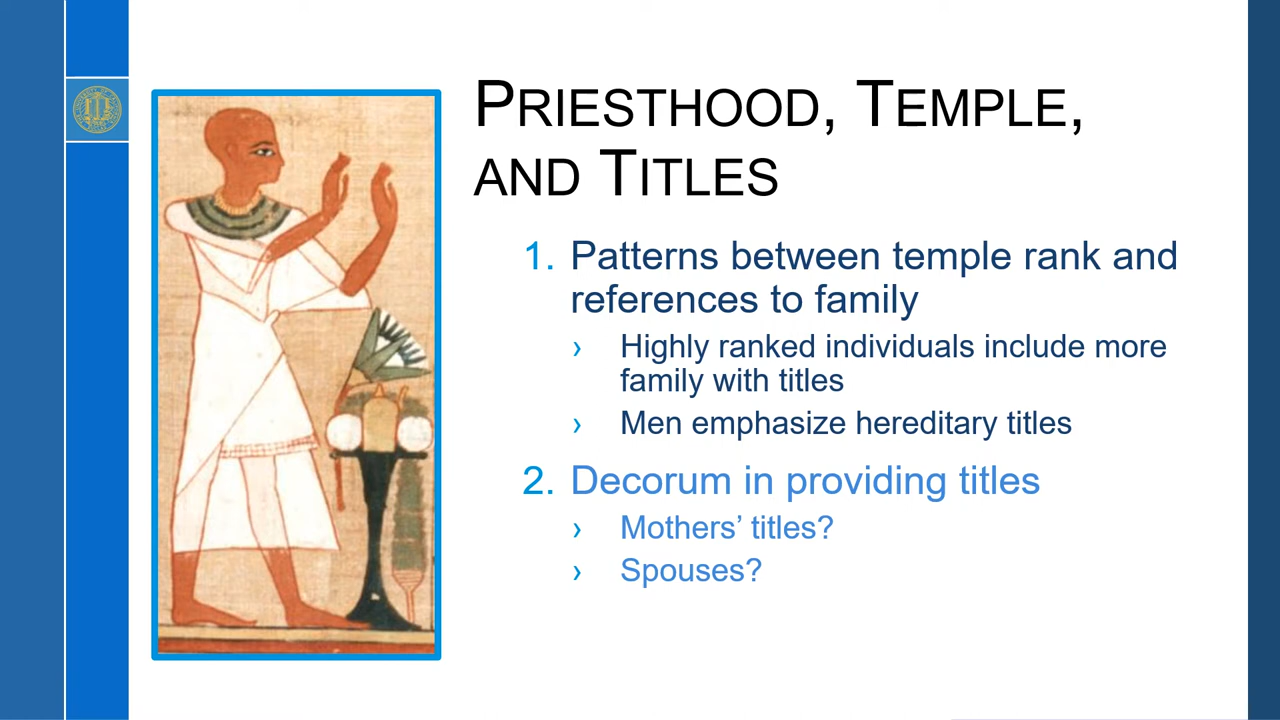 PRIESTHOOD, TEMPLE,
AND TITLES
1. Patterns between temple rank and
references to family
› Highly ranked individuals include more
family with titles
› Men emphasize hereditary titles
2. Decorum in providing titles
› Mothers’ titles?
› Spouses?